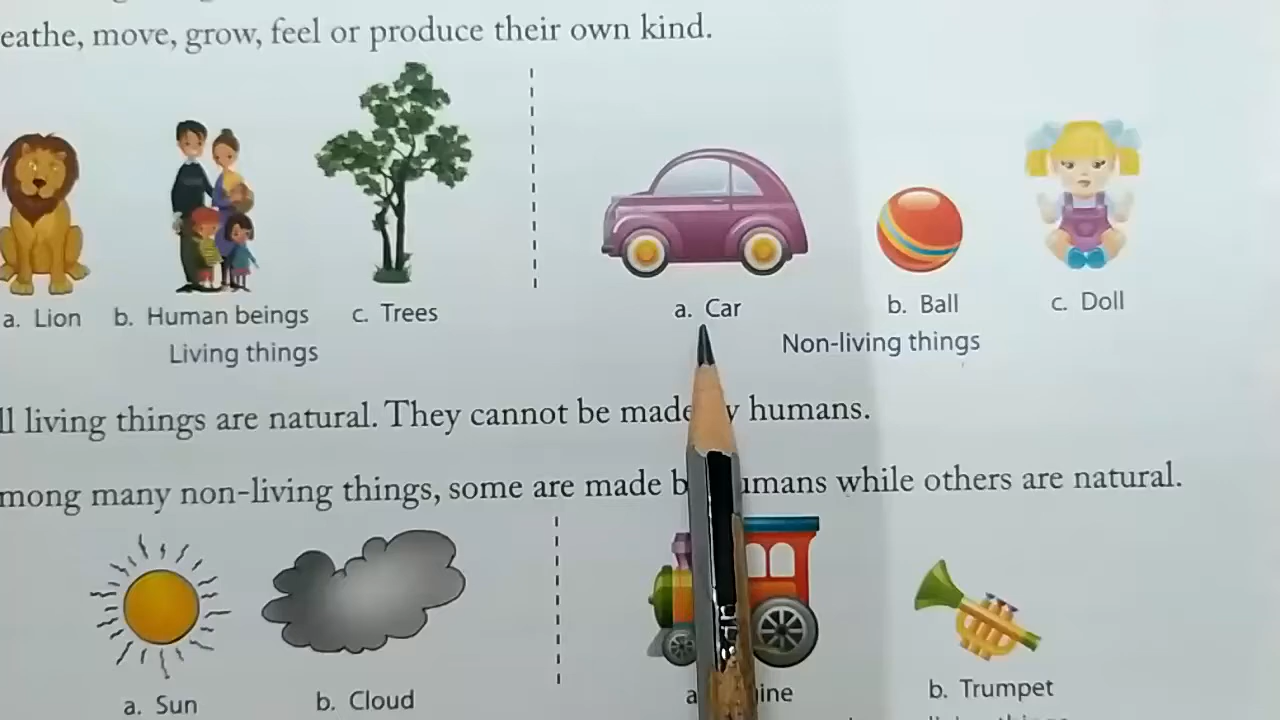 eathe, move, grow, feel or produce their own kind.
a. Lion b. Human beings c. Trees a. Car b. Ball c. Doll
Living things Non-living things
ll living things are natural. They cannot be made y humans.
mong many non-living things, some are made b umans while others are natural.
a. Sun b. Cloud a ine b. Trumpet